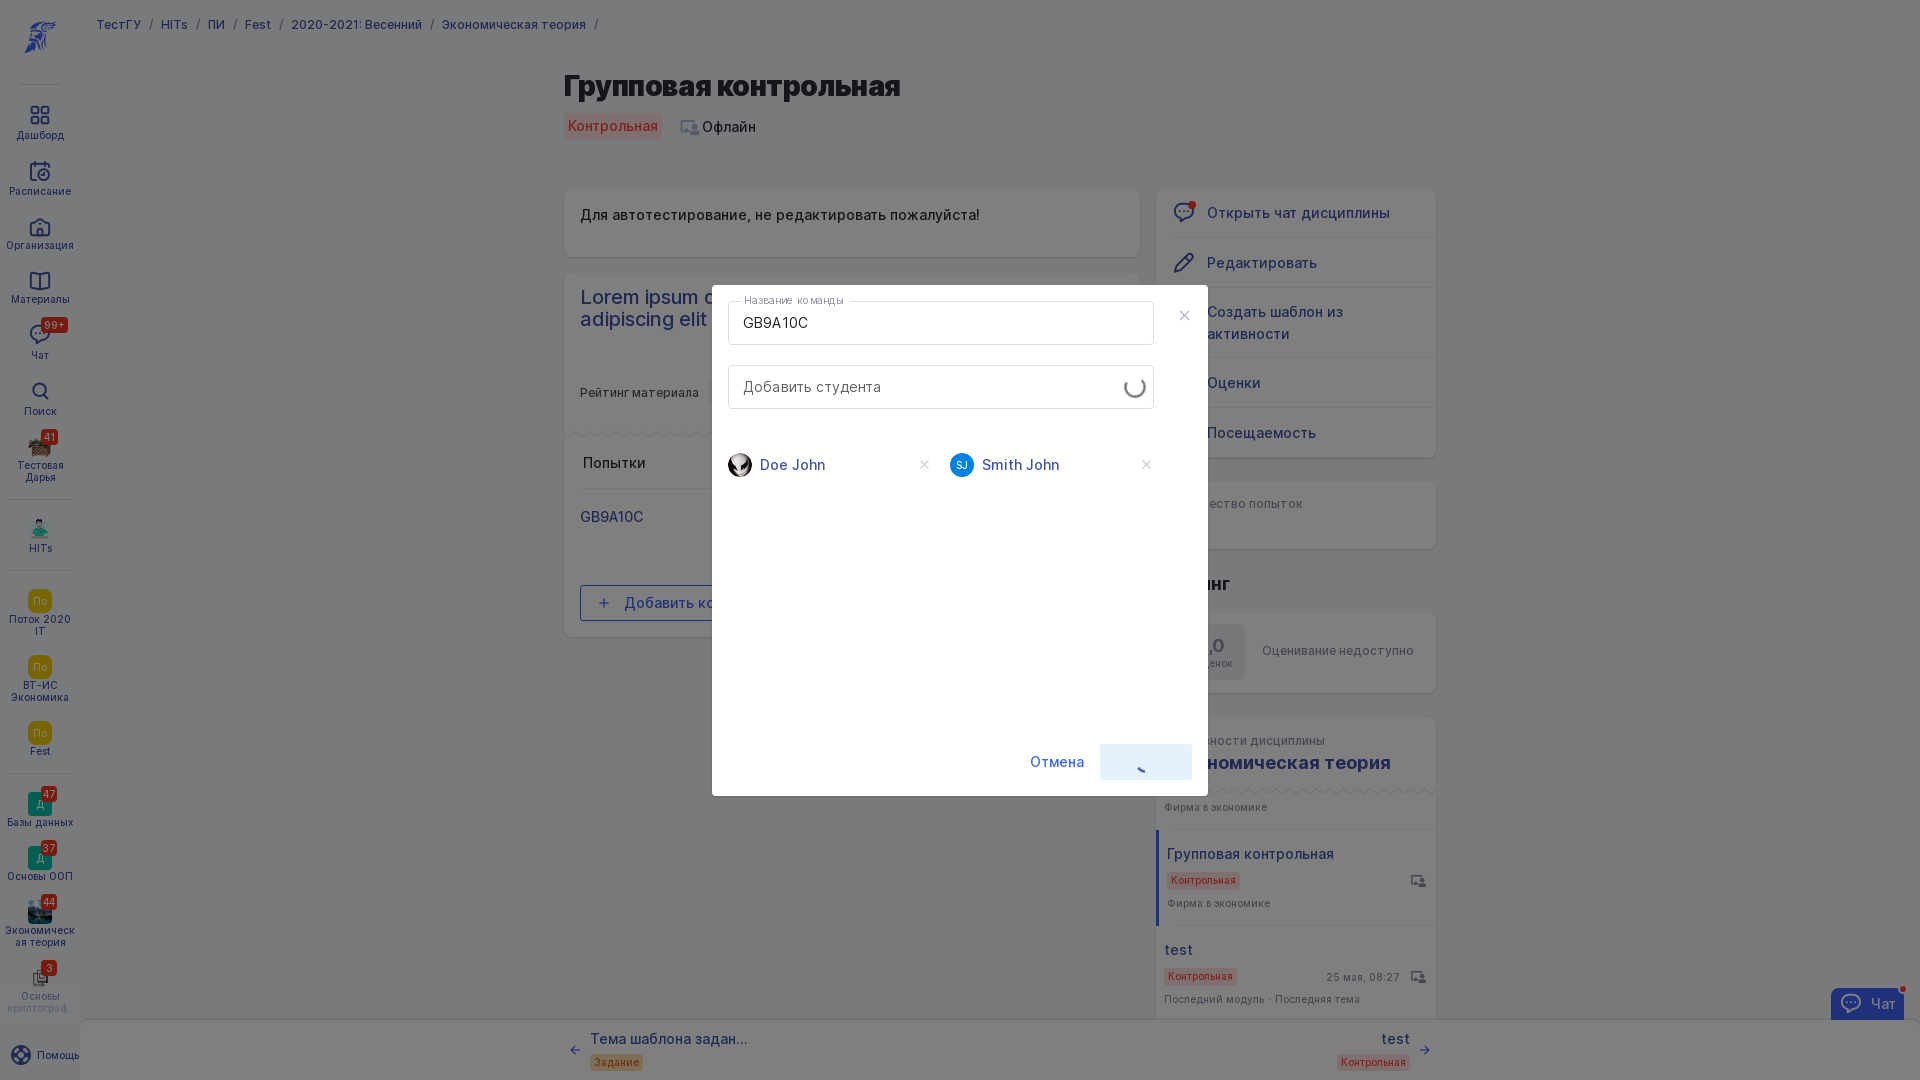 ТестГУ / HITs / ПИ / Fest / 2020-2021: Весенний / Экономическая теория /
Групповая контрольная
Контрольная
Офлайн
Дашборд
Расписание
Организация
Материалы
99+
Чат
Поиск
41
Тестовая
Дарья
HITs
По
Поток 2020
IT
По
ВТ-ИС
Экономика
По
Fest
47
Д
Базы данных
37
Д
Основы ООП
44
Экономическ
ая теория
3
Основы
криптограф...
Помощь
Для автотестирование, не редактировать пожалуйста!
Lorem ipsum
adipiscing elit
Рейтинг материала
Попытки
GB9A10C
Добавить
Название команды
GB9A10C
Добавить студента
Doe John
SJ
Smith John
Отмена
Открыть чат дисциплины
Редактировать
Создать шаблон из
активности
Оценки
Посещаемость
ество попыток
нг
,0
енок
Оценивание недоступно
ности дисциплины
номическая теория
Фирма в экономике
Групповая контрольная
Контрольная
Фирма в экономике
test
Контрольная
25 мая, 08:27
Последний модуль · Последняя тема
Чат
Тема шаблона задан...
Задание
test
Контрольная